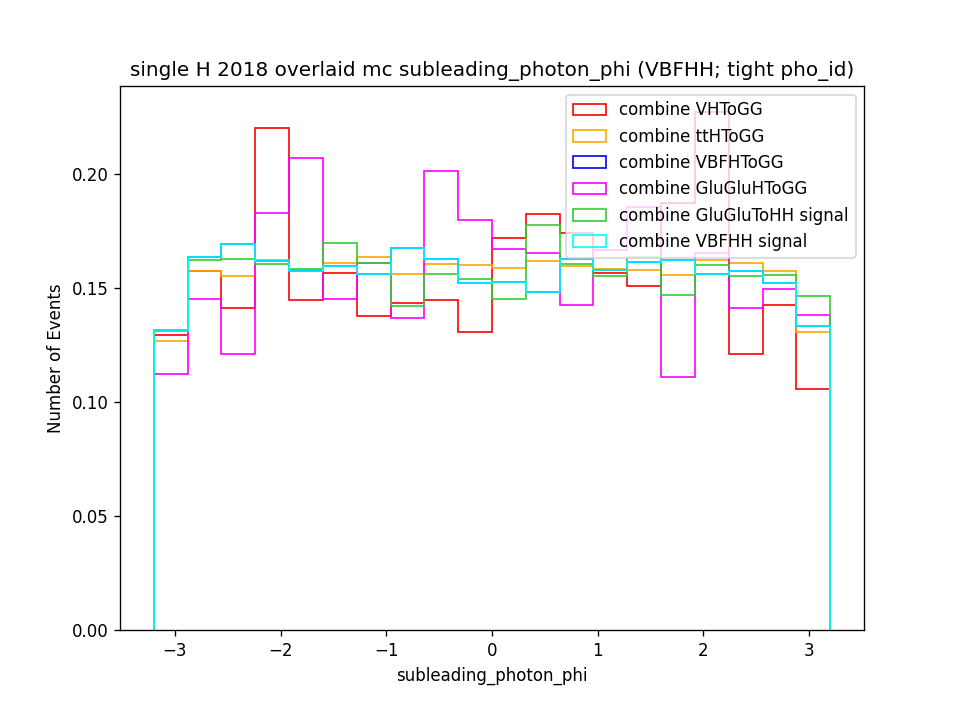 single H 2018 overlaid mc subleading_photon_phi (VBFHH; tight pho_id)
combine VHToGG
combine ttHToGG
combine VBFHToGG
combine GluGluHToGG
combine GluGluToHH signal
combine VBFHH signal
Number of Events
0.20
0.15
0.10
0.05
0.00
−3 −2 −1 0 1 2 3
subleading_photon_phi